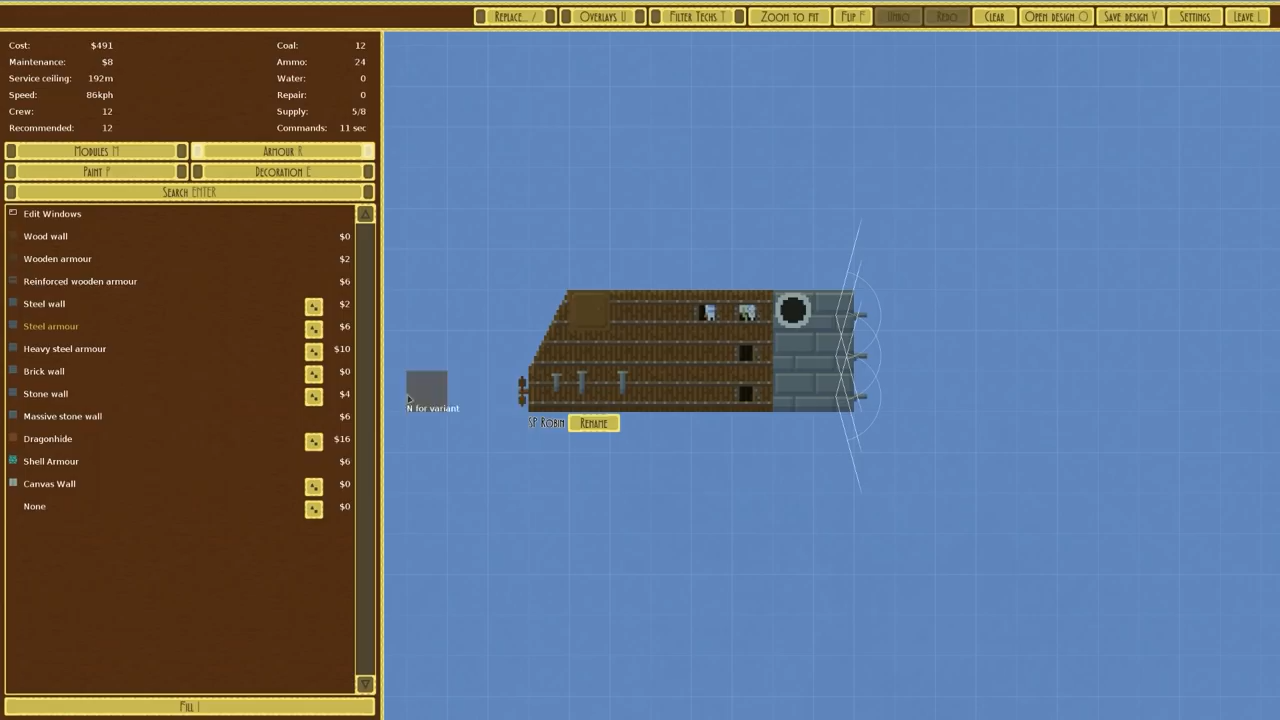 Replace... / Overlays U Filter Techs T Zoom to fit Flip F Undo Redo Clear Open design O Save design V Settings Leave L
Cost: $491 Coal: 12
Maintenance: $8 Ammo: 24
Service ceiling: 192m Water: 0
Speed: 86kph Repair: 0
Crew: 12 Supply: 5/8
Recommended: 12 Commands: 11 sec
Modules M Armour R
Paint P Decoration E
Search ENTER
Edit Windows
Wood wall $0
Wooden armour $2
Reinforced wooden armour $6
Steel wall $2
Steel armour $6
Heavy steel armour $10
Brick wall $0
Stone wall $4
Massive stone wall $6
Dragonhide $16
Shell Armour $6
Canvas Wall $0
None $0
Fill I
N for variant
SP Robin Rename